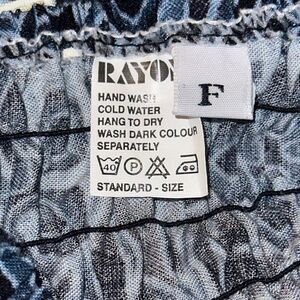 RAYON
F
HAND WASH
COLD WATER
HANG TO DRY
WASH DARK COLOUR
SEPARATELY
40 P
STANDARD - SIZE